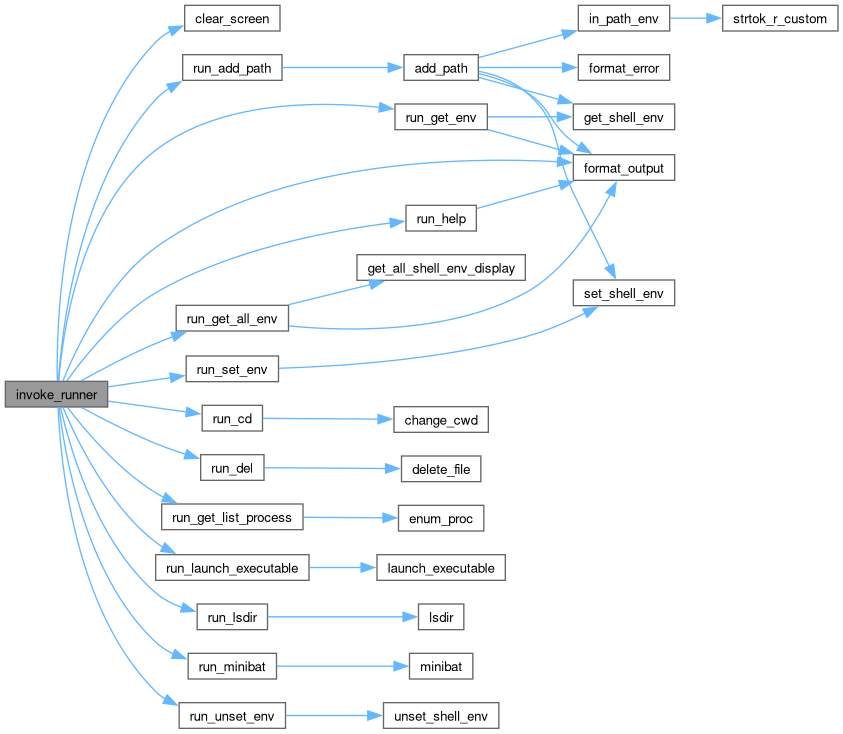 clear_screen
in_path_env
strtok_r_custom
run_add_path
add_path
format_error
run_get_env
get_shell_env
format_output
run_help
get_all_shell_env_display
set_shell_env
run_get_all_env
run_set_env
invoke_runner
run_cd
change_cwd
run_del
delete_file
run_get_list_process
enum_proc
run_launch_executable
launch_executable
run_lsdir
lsdir
run_minibat
minibat
run_unset_env
unset_shell_env